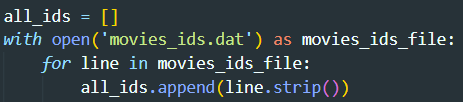 all_ids = []
with open('movies_ids.dat') as movies_ids_file:
    for line in movies_ids_file:
        all_ids.append(line.strip())